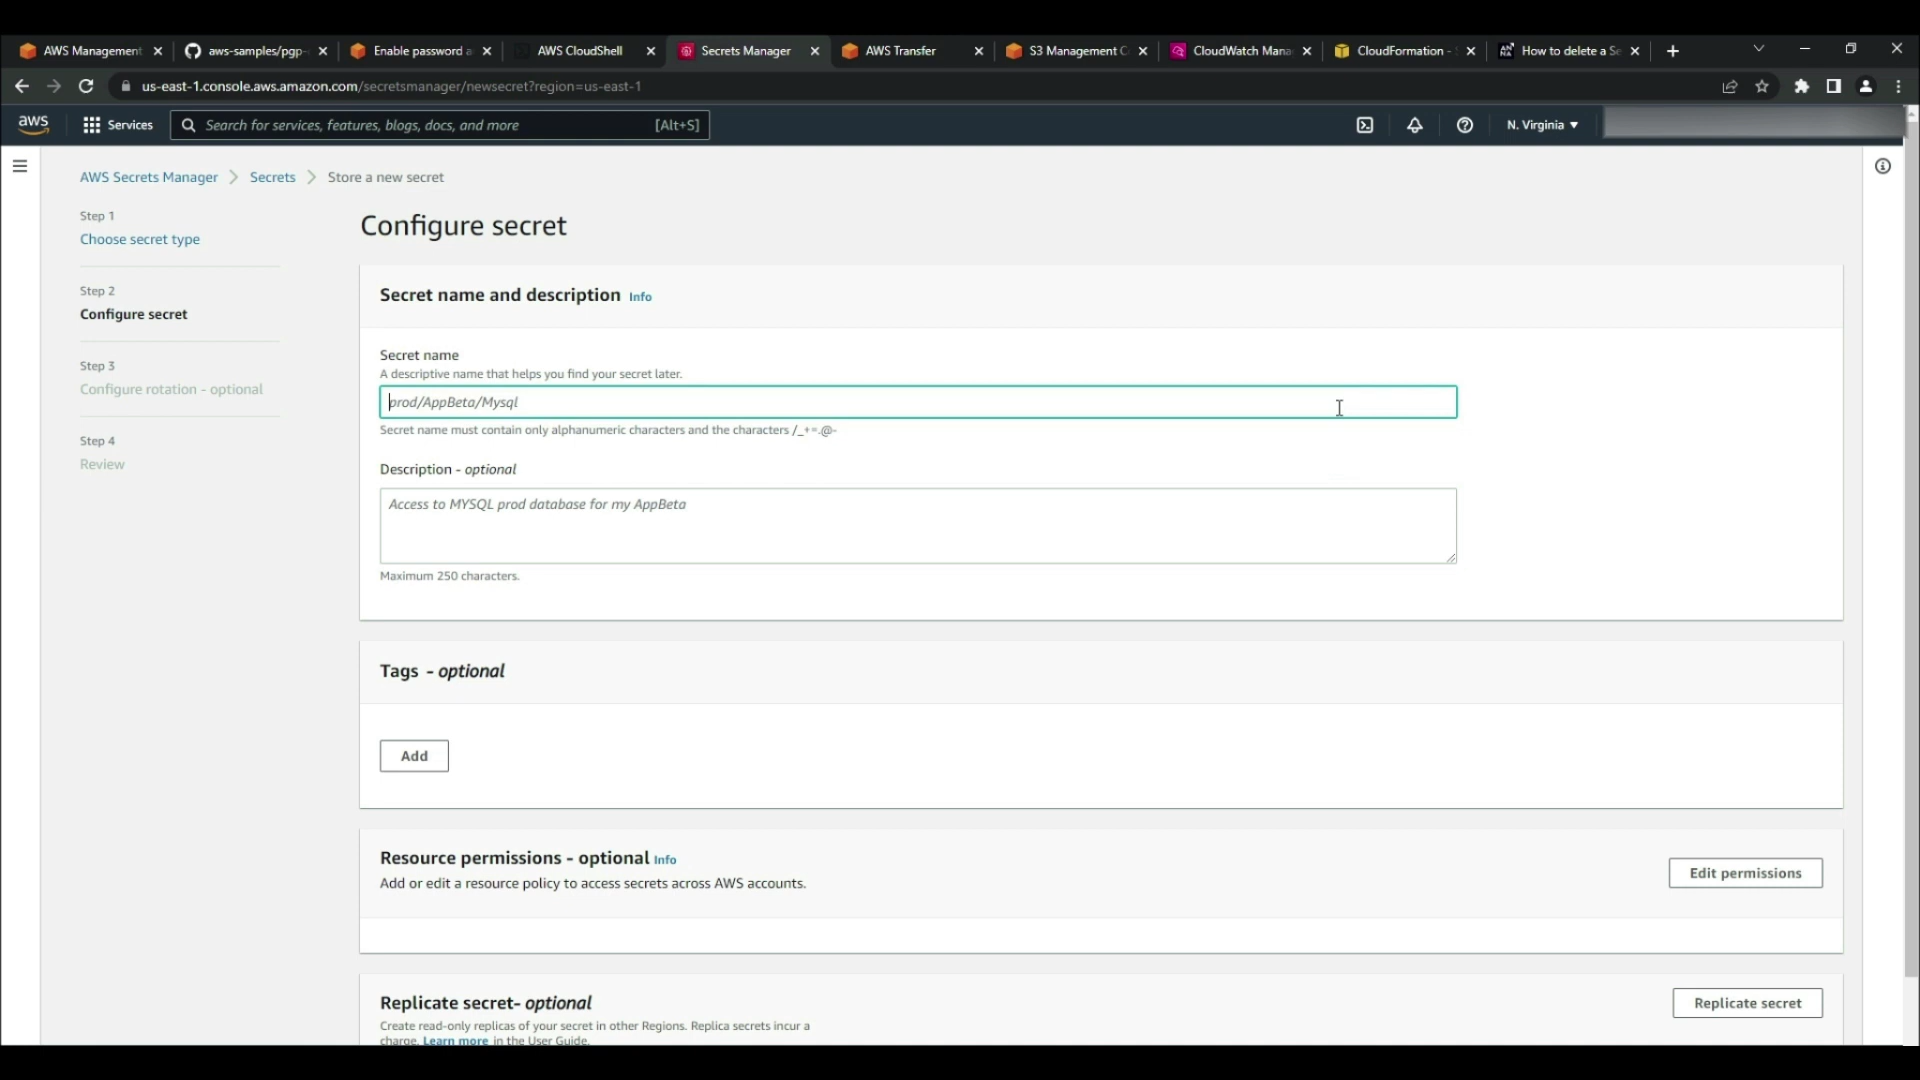 AWS Management
aws-samples/pgp-
Enable password a
AWS CloudShell
Secrets Manager
AWS Transfer
S3 Management C
CloudWatch Mana
CloudFormation -
How to delete a Se
us-east-1.console.aws.amazon.com/secretsmanager/newsecret?region=us-east-1
aws
Services
Search for services, features, blogs, docs, and more
[Alt+S]
N. Virginia
AWS Secrets Manager
Secrets
Store a new secret
Step 1
Choose secret type
Step 2
Configure secret
Step 3
Configure rotation - optional
Step 4
Review
Configure secret
Secret name and description Info
Secret name
A descriptive name that helps you find your secret later.
prod/AppBeta/Mysql
Secret name must contain only alphanumeric characters and the characters /_+=.@-
Description - optional
Access to MYSQL prod database for my AppBeta
Maximum 250 characters.
Tags - optional
Add
Resource permissions - optional Info
Add or edit a resource policy to access secrets across AWS accounts.
Edit permissions
Replicate secret- optional
Create read-only replicas of your secret in other Regions. Replica secrets incur a
charge. Learn more in the User Guide.
Replicate secret